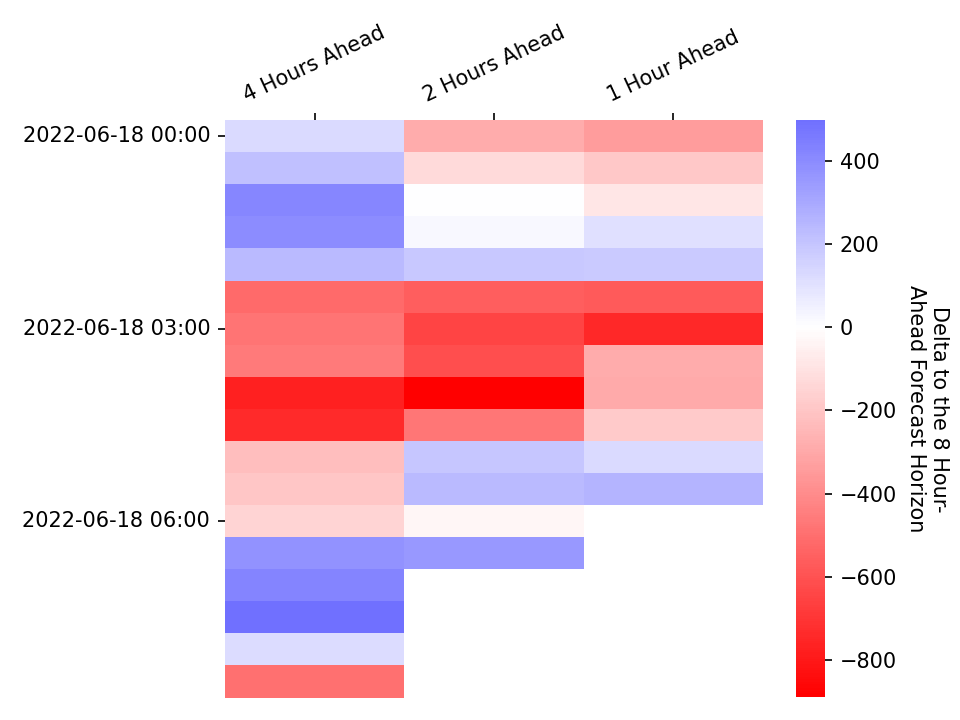 4 Hours Ahead
2 Hours Ahead
1 Hour Ahead
2022-06-18 00:00
2022-06-18 03:00
2022-06-18 06:00
400
200
0
−200
−400
−600
−800
Delta to the 8 Hour-
Ahead Forecast Horizon